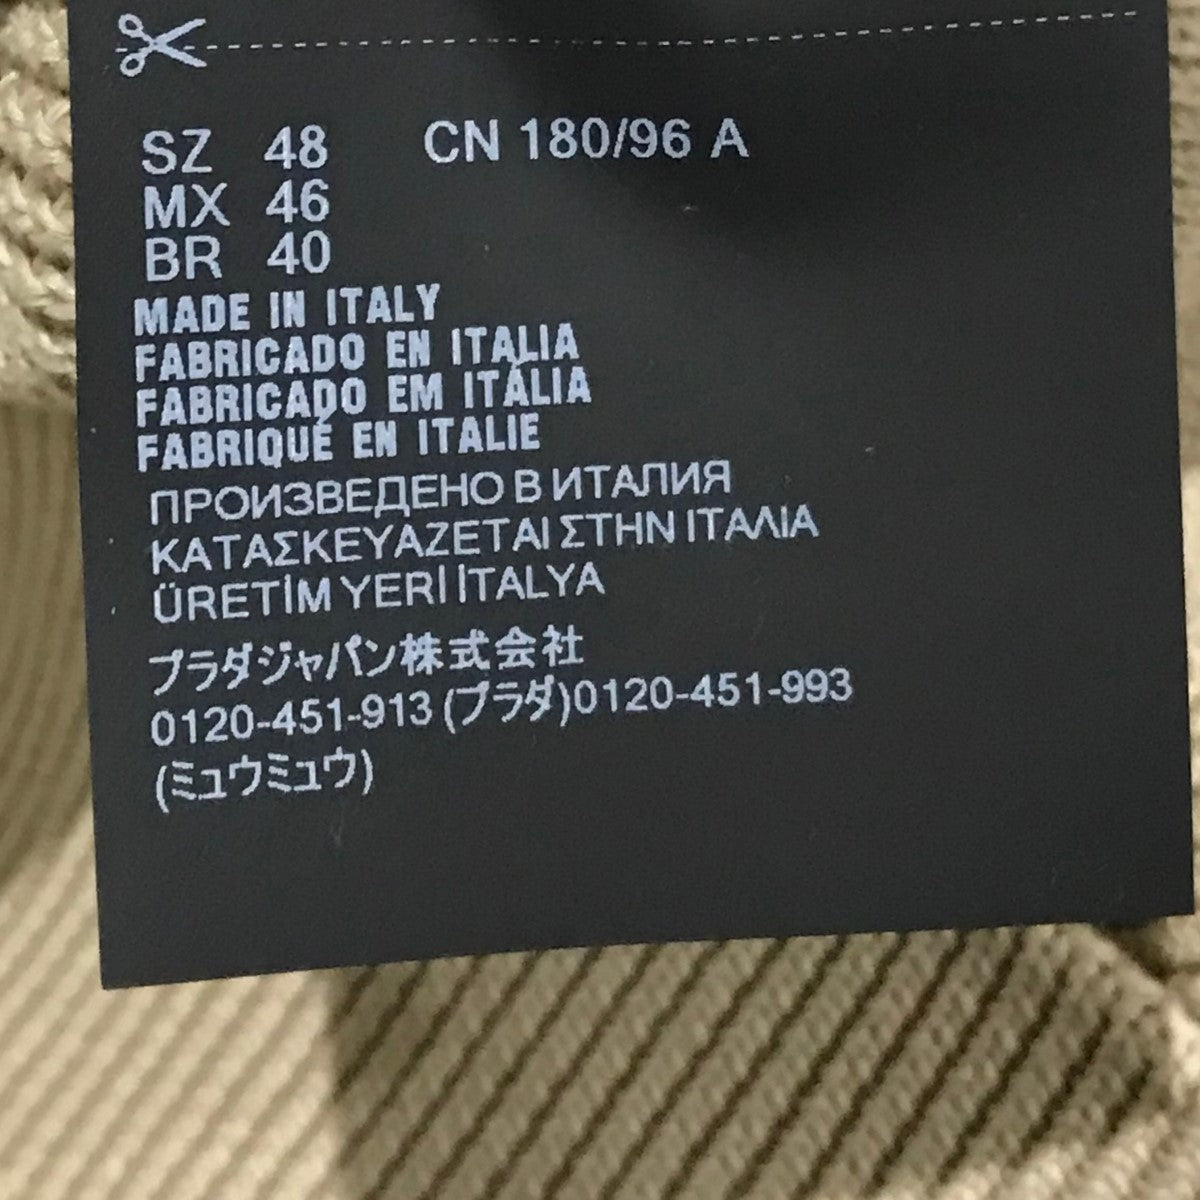 SZ 48 CN 180/96 A
MX 46
BR 40
MADE IN ITALY
FABRICADO EN ITALIA
FABRICADO EM ITÁLIA
FABRIQUÉ EN ITALIE
ПРОИЗВЕДЕНО В ИТАЛИЯ
ΚΑΤΑΣΚΕΥΑΖΕΤΑΙ ΣΤΗΝ ΙΤΑΛΙΑ
ÜRETİM YERİ İTALYA
プラダジャパン株式会社
0120-451-913 (プラダ)0120-451-993
(ミュウミュウ)